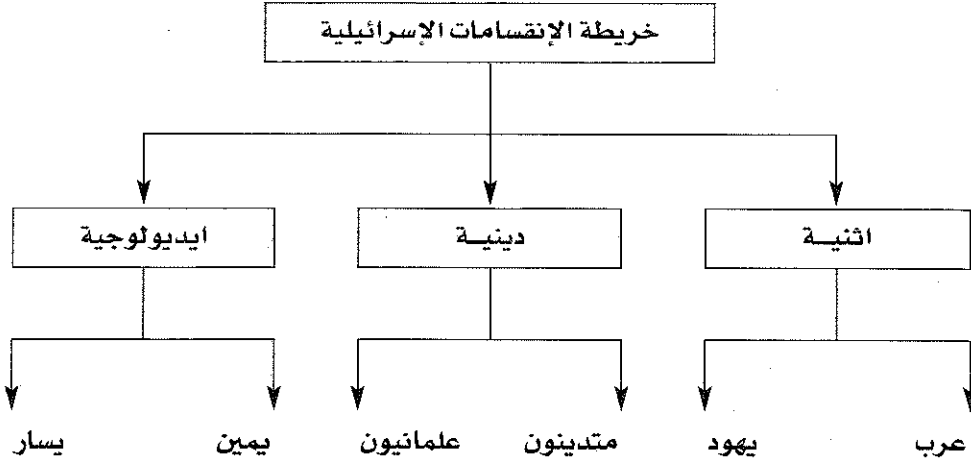 خريطة الإنقسامات الإسرائيلية
اثنية دينية ايديولوجية
عرب يهود متدينون علمانيون يمين يسار